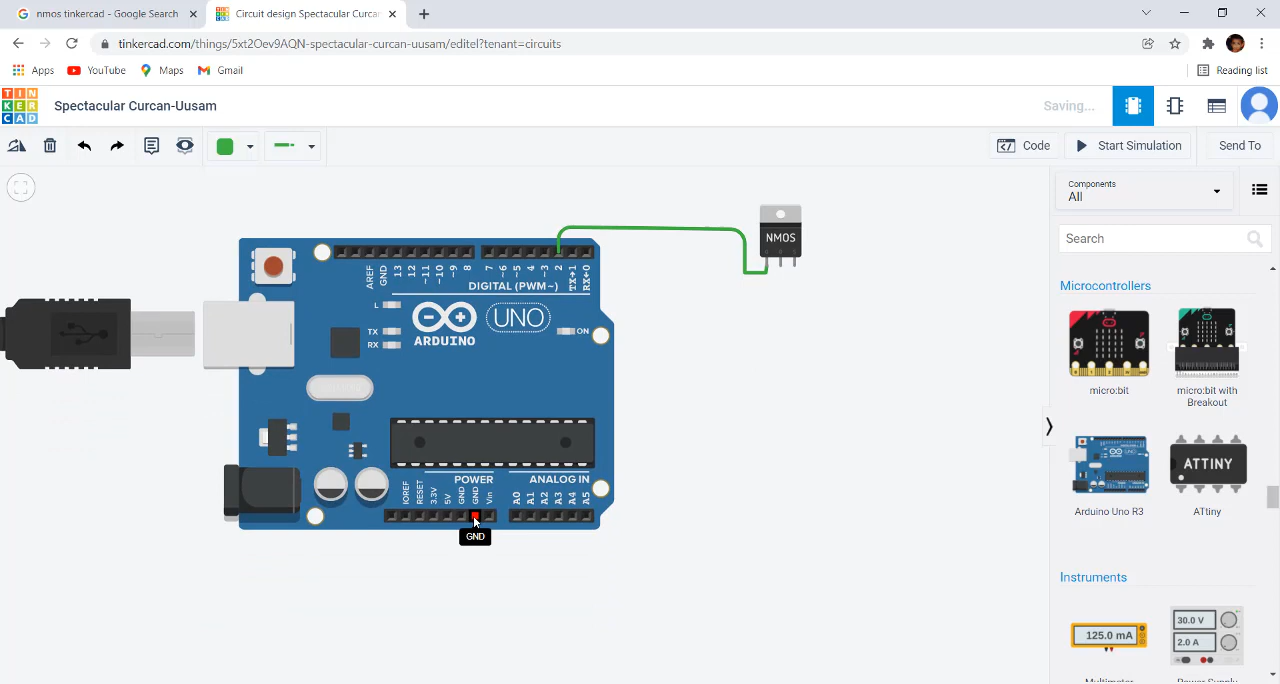 nmos tinkercad - Google Search
Circuit design Spectacular Curcan
tinkercad.com/things/5xt2Oev9AQN-spectacular-curcan-uusam/editel?tenant=circuits
Apps
YouTube
Maps
Gmail
Reading list
TIN
KER
CAD
Spectacular Curcan-Uusam
Saving...
Code
Start Simulation
Send To
Components
All
Search
Microcontrollers
micro:bit
micro:bit with
Breakout
Arduino Uno R3
ATTINY
ATtiny
Instruments
125.0 mA
Multimeter
30.0 V
2.0 A
Power Supply
NMOS
AREF
GND
13
12
~11
~10
~9
8
7
~6
~5
4
~3
2
TX→1
RX←0
DIGITAL (PWM~)
L
TX
RX
UNO
ON
ARDUINO
POWER
ANALOG IN
IOREF
RESET
3.3V
5V
GND
GND
Vin
A0
A1
A2
A3
A4
A5
GND